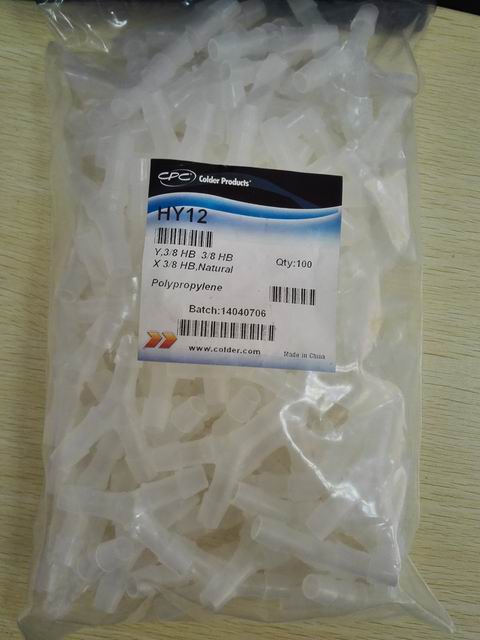 CPC Colder Products®
HY12
Y,3/8 HB 3/8 HB
X 3/8 HB,Natural
Qty:100
Polypropylene
Batch:14040706
www.colder.com
Made in China